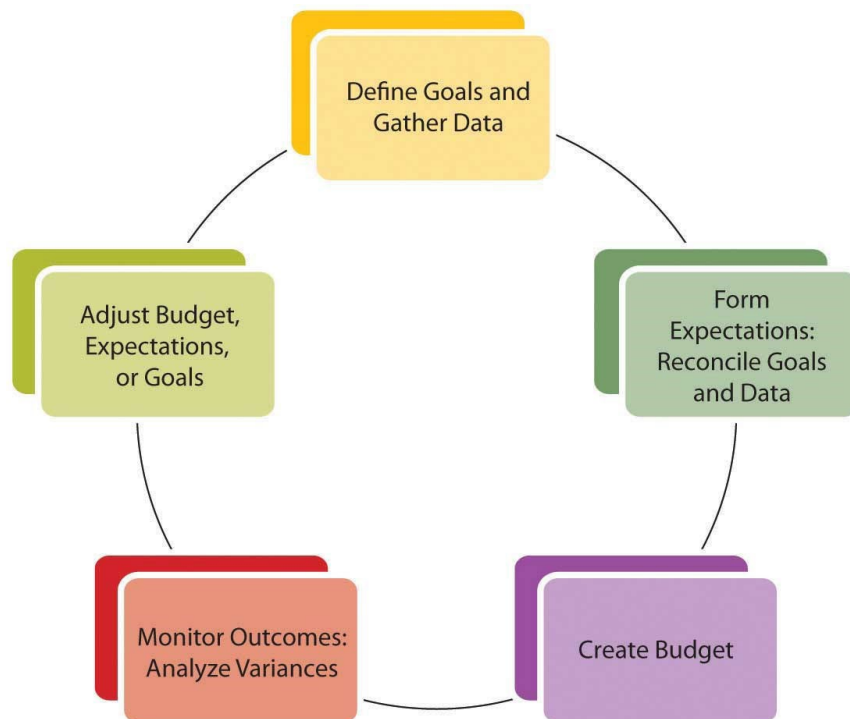 Define Goals and
Gather Data
Form
Expectations:
Reconcile Goals
and Data
Create Budget
Monitor Outcomes:
Analyze Variances
Adjust Budget,
Expectations,
or Goals